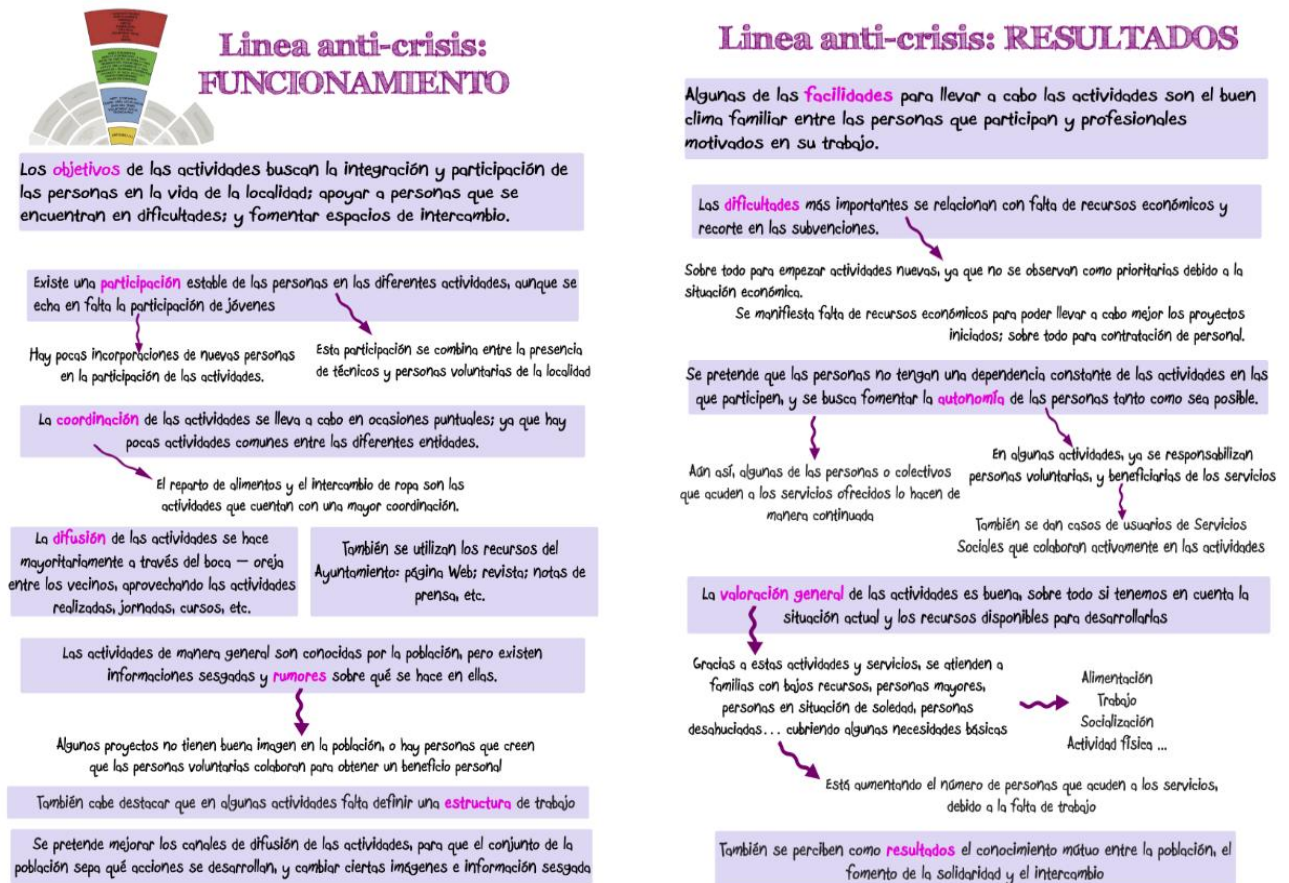 Linea anti-crisis:
FUNCIONAMIENTO
Los objetivos de las actividades buscan la integración y participación de
las personas en la vida de la localidad; apoyar a personas que se
encuentran en dificultades; y fomentar espacios de intercambio.
Existe una participación estable de las personas en las diferentes actividades, aunque se
echa en falta la participación de jóvenes
Hay pocas incorporaciones de nuevas personas
en la participación de las actividades.
Esta participación se combina entre la presencia
de técnicos y personas voluntarias de la localidad
La coordinación de las actividades se lleva a cabo en ocasiones puntuales; ya que hay
pocas actividades comunes entre las diferentes entidades.
El reparto de alimentos y el intercambio de ropa son las
actividades que cuentan con una mayor coordinación.
La difusión de las actividades se hace
mayoritariamente a través del boca – oreja
entre los vecinos, aprovechando las actividades
realizadas, jornadas, cursos, etc.
También se utilizan los recursos del
Ayuntamiento: página Web; revista; notas de
prensa, etc.
Las actividades de manera general son conocidas por la población, pero existen
informaciones sesgadas y rumores sobre qué se hace en ellas.
Algunos proyectos no tienen buena imagen en la población, o hay personas que creen
que las personas voluntarias colaboran para obtener un beneficio personal
También cabe destacar que en algunas actividades falta definir una estructura de trabajo
Se pretende mejorar los canales de difusión de las actividades, para que el conjunto de la
población sepa qué acciones se desarrollan, y cambiar ciertas imágenes e información sesgada
Linea anti-crisis: RESULTADOS
Algunas de las facilidades para llevar a cabo las actividades son el buen
clima familiar entre las personas que participan y profesionales
motivados en su trabajo.
Las dificultades más importantes se relacionan con falta de recursos económicos y
recorte en las subvenciones.
Sobre todo para empezar actividades nuevas, ya que no se observan como prioritarias debido a la
situación económica.
Se manifiesta falta de recursos económicos para poder llevar a cabo mejor los proyectos
iniciados; sobre todo para contratación de personal.
Se pretende que las personas no tengan una dependencia constante de las actividades en las
que participen, y se busca fomentar la autonomía de las personas tanto como sea posible.
Aún así, algunas de las personas o colectivos
que acuden a los servicios ofrecidos lo hacen de
manera continuada
En algunas actividades, ya se responsabilizan
personas voluntarias, y beneficiarias de los servicios
También se dan casos de usuarios de Servicios
Sociales que colaboran activamente en las actividades
La valoración general de las actividades es buena, sobre todo si tenemos en cuenta la
situación actual y los recursos disponibles para desarrollarlas
Gracias a estas actividades y servicios, se atienden a
familias con bajos recursos, personas mayores,
personas en situación de soledad, personas
desahuciadas... cubriendo algunas necesidades básicas
Alimentación
Trabajo
Socialización
Actividad física ...
Está aumentando el número de personas que acuden a los servicios,
debido a la falta de trabajo
También se perciben como resultados el conocimiento mútuo entre la población, el
fomento de la solidaridad y el intercambio